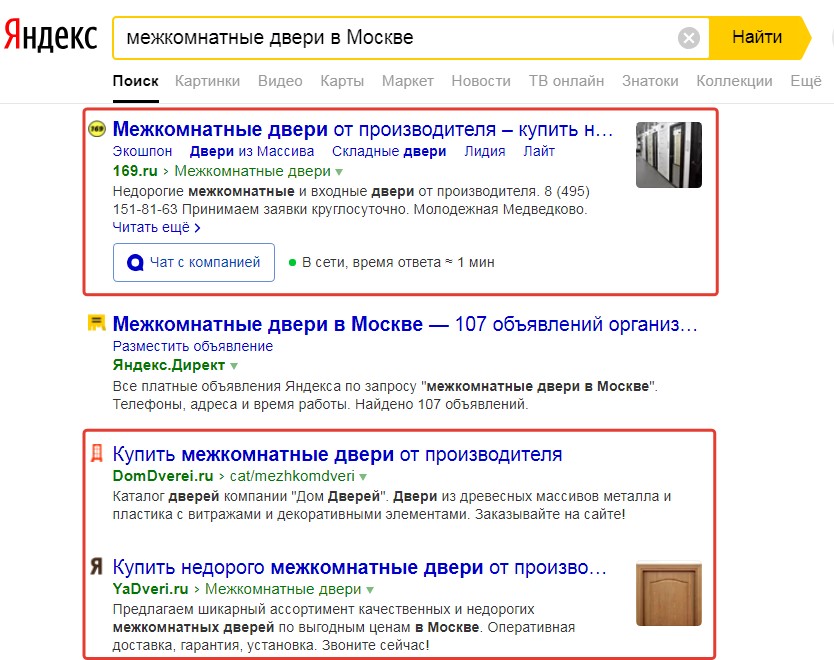 Яндекс
межкомнатные двери в Москве
Найти
Поиск Картинки Видео Карты Маркет Новости ТВ онлайн Знатоки Коллекции Ещё
169
Межкомнатные двери от производителя – купить н…
Экошпон Двери из Массива Складные двери Лидия Лайт
169.ru › Межкомнатные двери
Недорогие межкомнатные и входные двери от производителя. 8 (495)
151-81-63 Принимаем заявки круглосуточно. Молодежная Медведково.
Читать ещё ›
Чат с компанией
В сети, время ответа ≈ 1 мин
Межкомнатные двери в Москве — 107 объявлений организ…
Разместить объявление
Яндекс.Директ
Все платные объявления Яндекса по запросу "межкомнатные двери в Москве".
Телефоны, адреса и время работы. Найдено 107 объявлений.
Купить межкомнатные двери от производителя
DomDverei.ru › cat/mezhkomdveri
Каталог дверей компании "Дом Дверей". Двери из древесных массивов металла и
пластика с витражами и декоративными элементами. Заказывайте на сайте!
Я
Купить недорого межкомнатные двери от произво…
YaDveri.ru › Межкомнатные двери
Предлагаем шикарный ассортимент качественных и недорогих
межкомнатных дверей по выгодным ценам в Москве. Оперативная
доставка, гарантия, установка. Звоните сейчас!